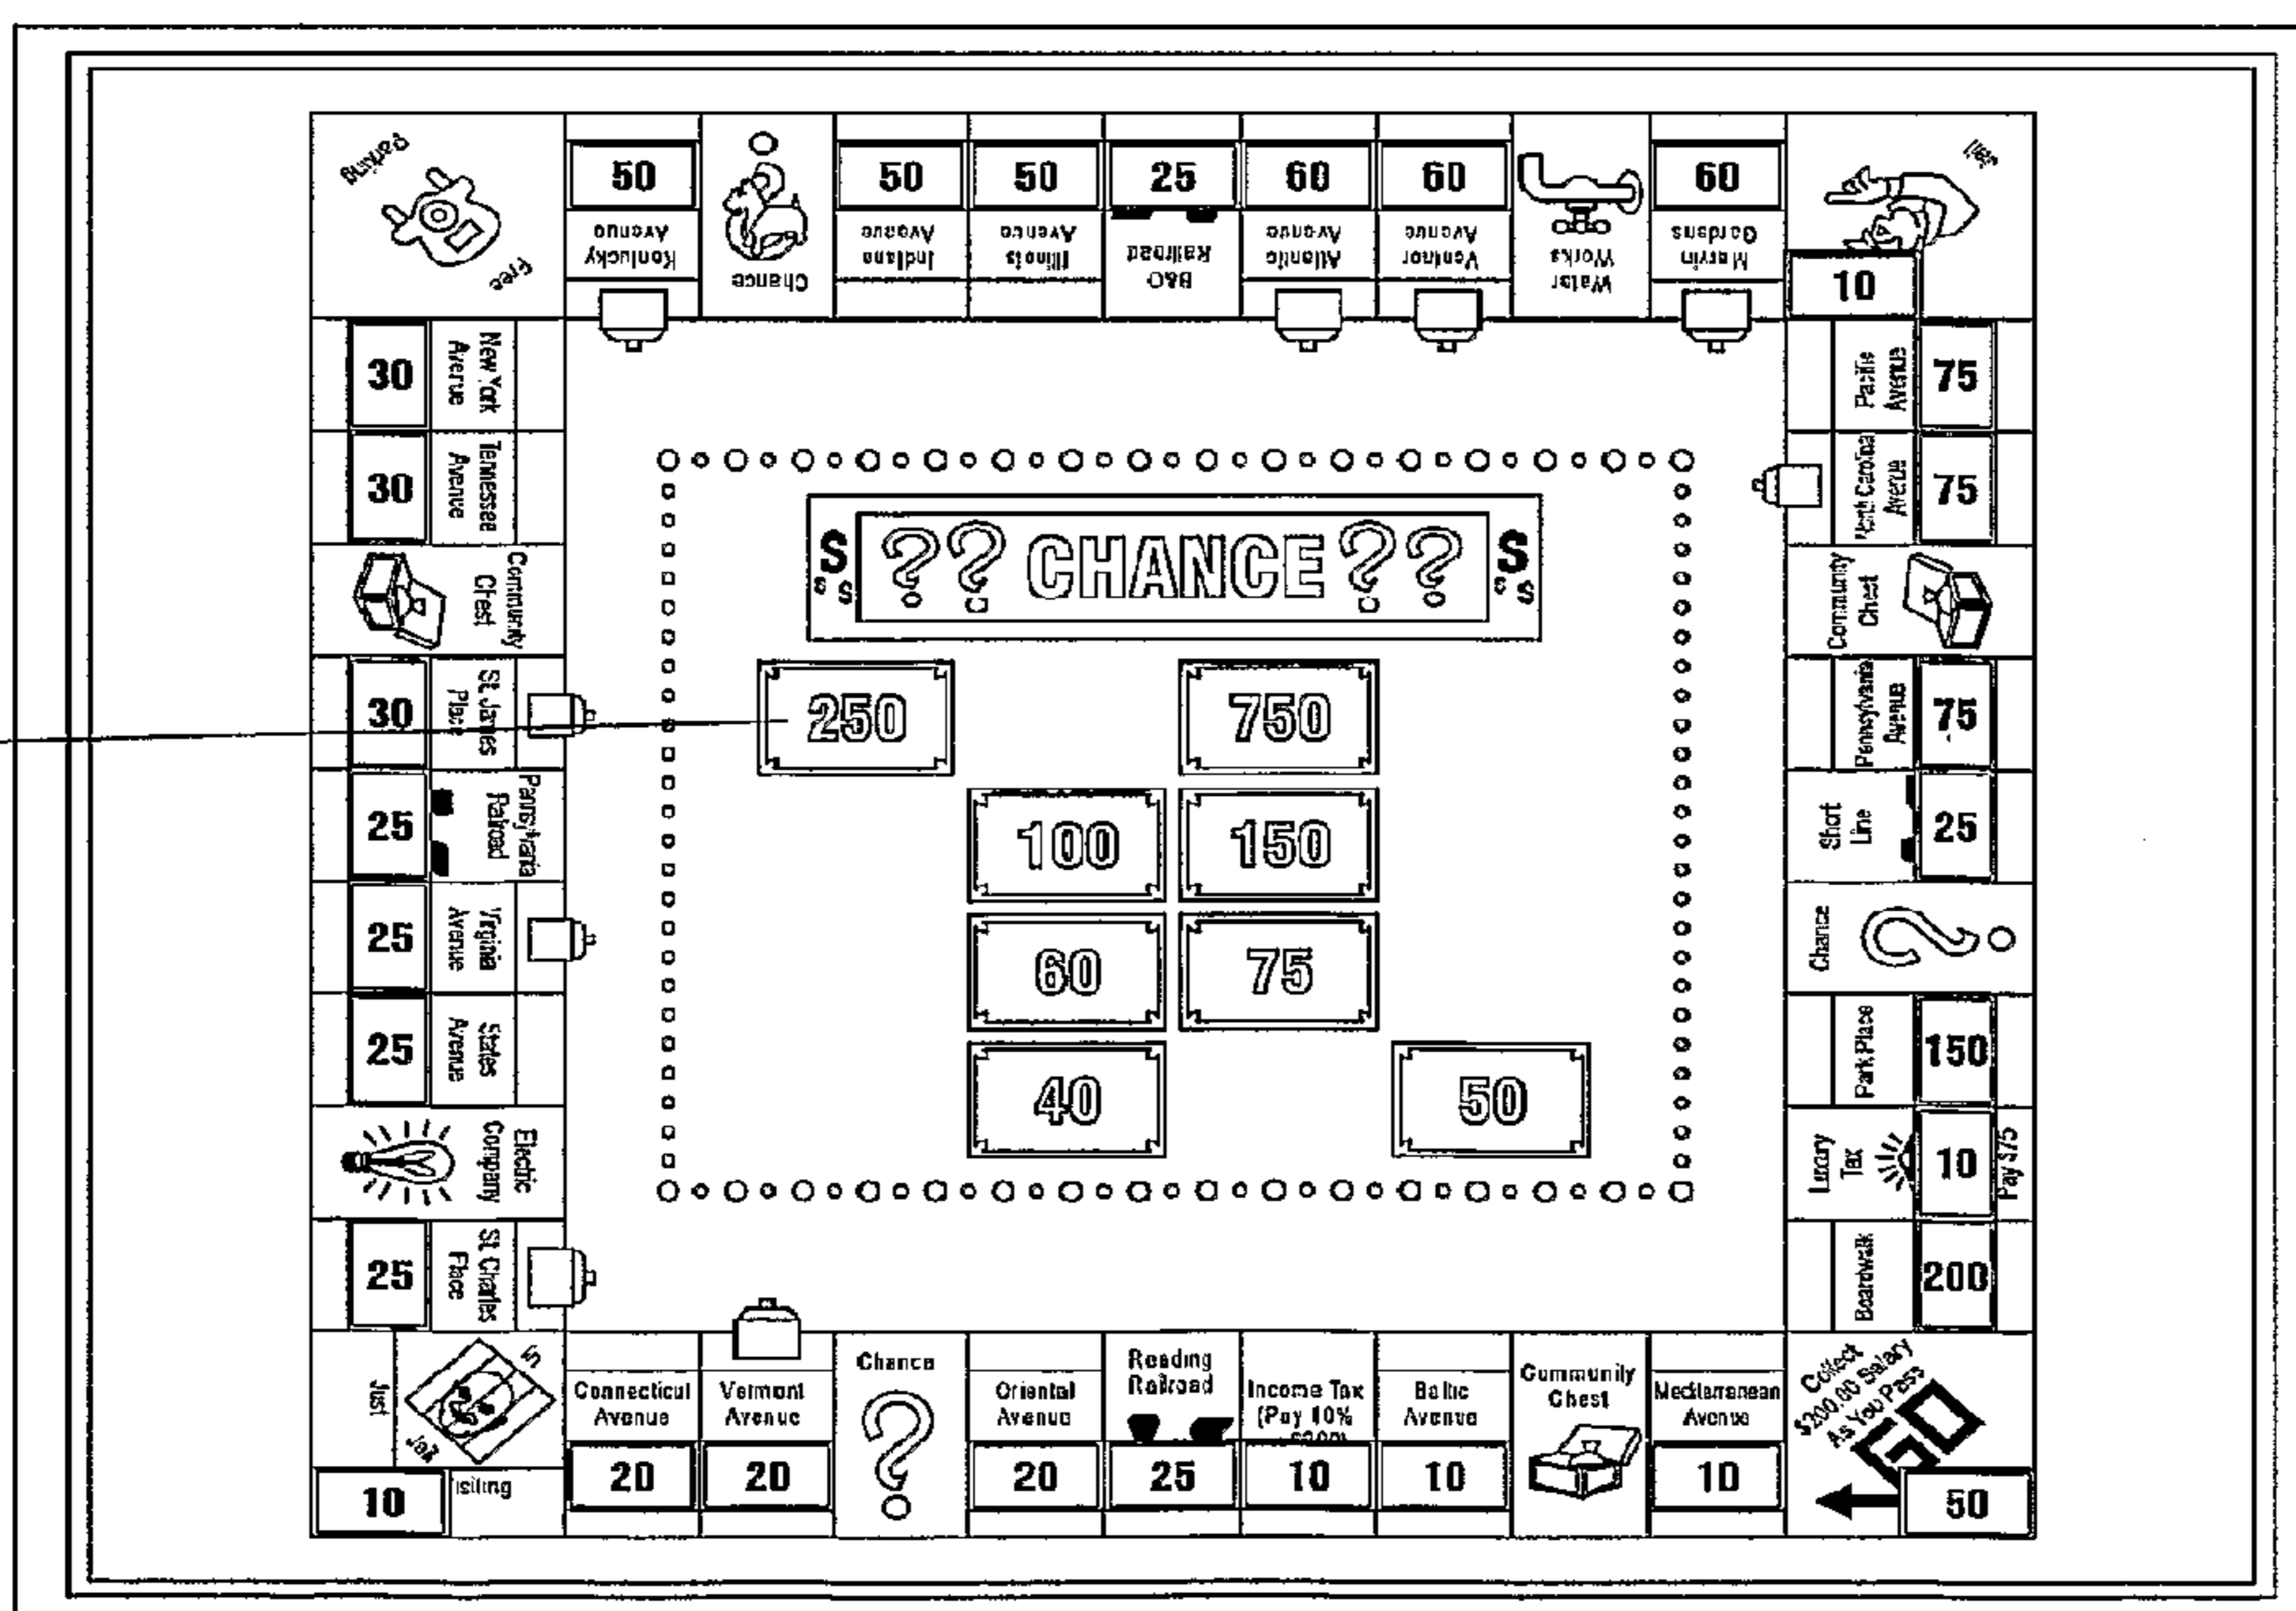 Free
Parking
50
Kentucky
Avenue
Chance
50
Indiana
Avenue
50
Illinois
Avenue
25
B&O
Railroad
60
Atlantic
Avenue
60
Ventnor
Avenue
Water
Works
60
Marvin
Gardens
10
30
New York
Avenue
30
Tennessee
Avenue
Community
Chest
30
St. James
Place
25
Pennsylvania
Railroad
25
Virginia
Avenue
25
States
Avenue
Electric
Company
25
St Charles
Place
S
S S
?? CHANCE ??
S
S S
250
750
100
150
60
75
40
50
75
Pacific
Avenue
75
North Carolina
Avenue
Community
Chest
75
Pennsylvania
Avenue
25
Short
Line
Chance
?
150
Park Place
10
Luxury
Tax
Pay $75
200
Boardwalk
In
Jail
Just
isiting
10
Connecticut
Avenue
20
Vermont
Avenue
20
Chance
?
Oriental
Avenue
20
Reading
Railroad
25
Income Tax
(Pay 10%
10
Baltic
Avenue
10
Community
Chest
Mediterranean
Avenue
10
Collect
$200.00 Salary
As You Pass
GO
50